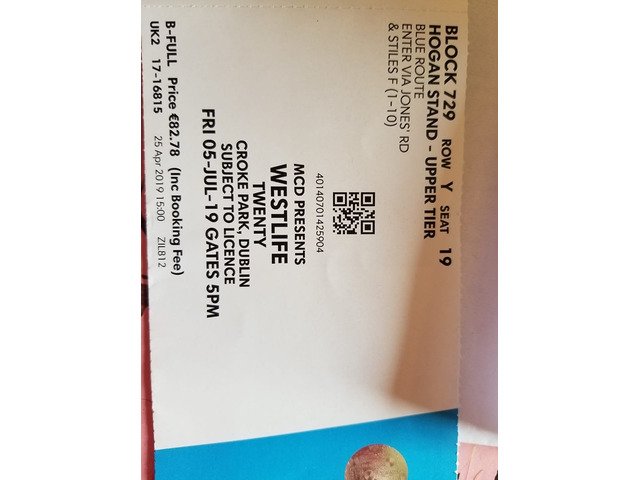 BLOCK 729 ROW Y SEAT 19
HOGAN STAND - UPPER TIER
BLUE ROUTE
ENTER VIA JONES' RD
& STILES F (1-10)
40140701425904
MCD PRESENTS
WESTLIFE
TWENTY
CROKE PARK, DUBLIN
SUBJECT TO LICENCE
FRI 05-JUL-19 GATES 5PM
B-FULL Price €82.78 (Inc Booking Fee)
UK2 17-16815 25 Apr 2019 15:00 ZIL812